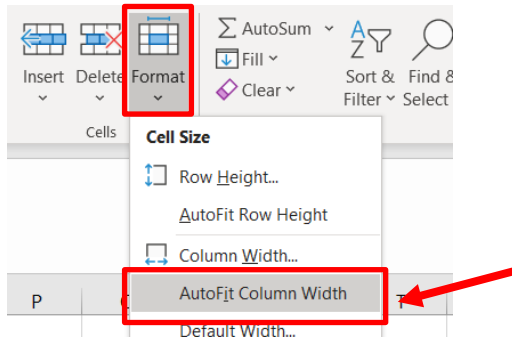 AutoSum
Fill
Clear
Insert Delete Format
Sort & Find &
Filter Select
Cells
Cell Size
Row Height...
AutoFit Row Height
Column Width...
AutoFit Column Width
Default Width...
P
T